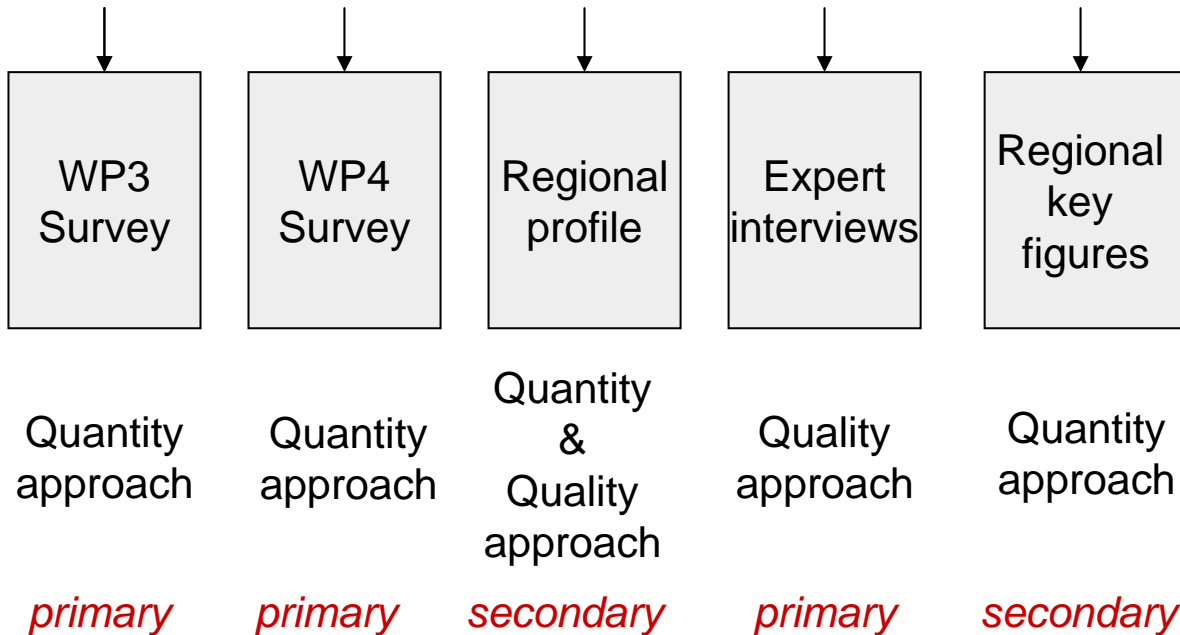 WP3
Survey
WP4
Survey
Regional
profile
Expert
interviews
Regional
key
figures
Quantity
approach
Quantity
approach
Quantity
&
Quality
approach
Quality
approach
Quantity
approach
primary
primary
secondary
primary
secondary